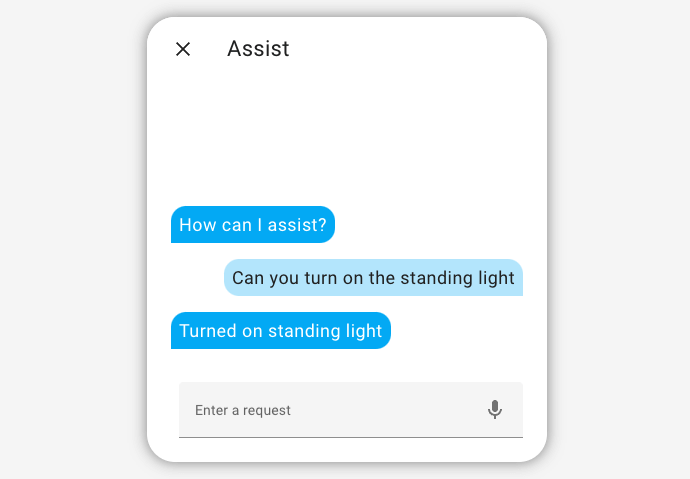 Assist
How can I assist?
Can you turn on the standing light
Turned on standing light
Enter a request